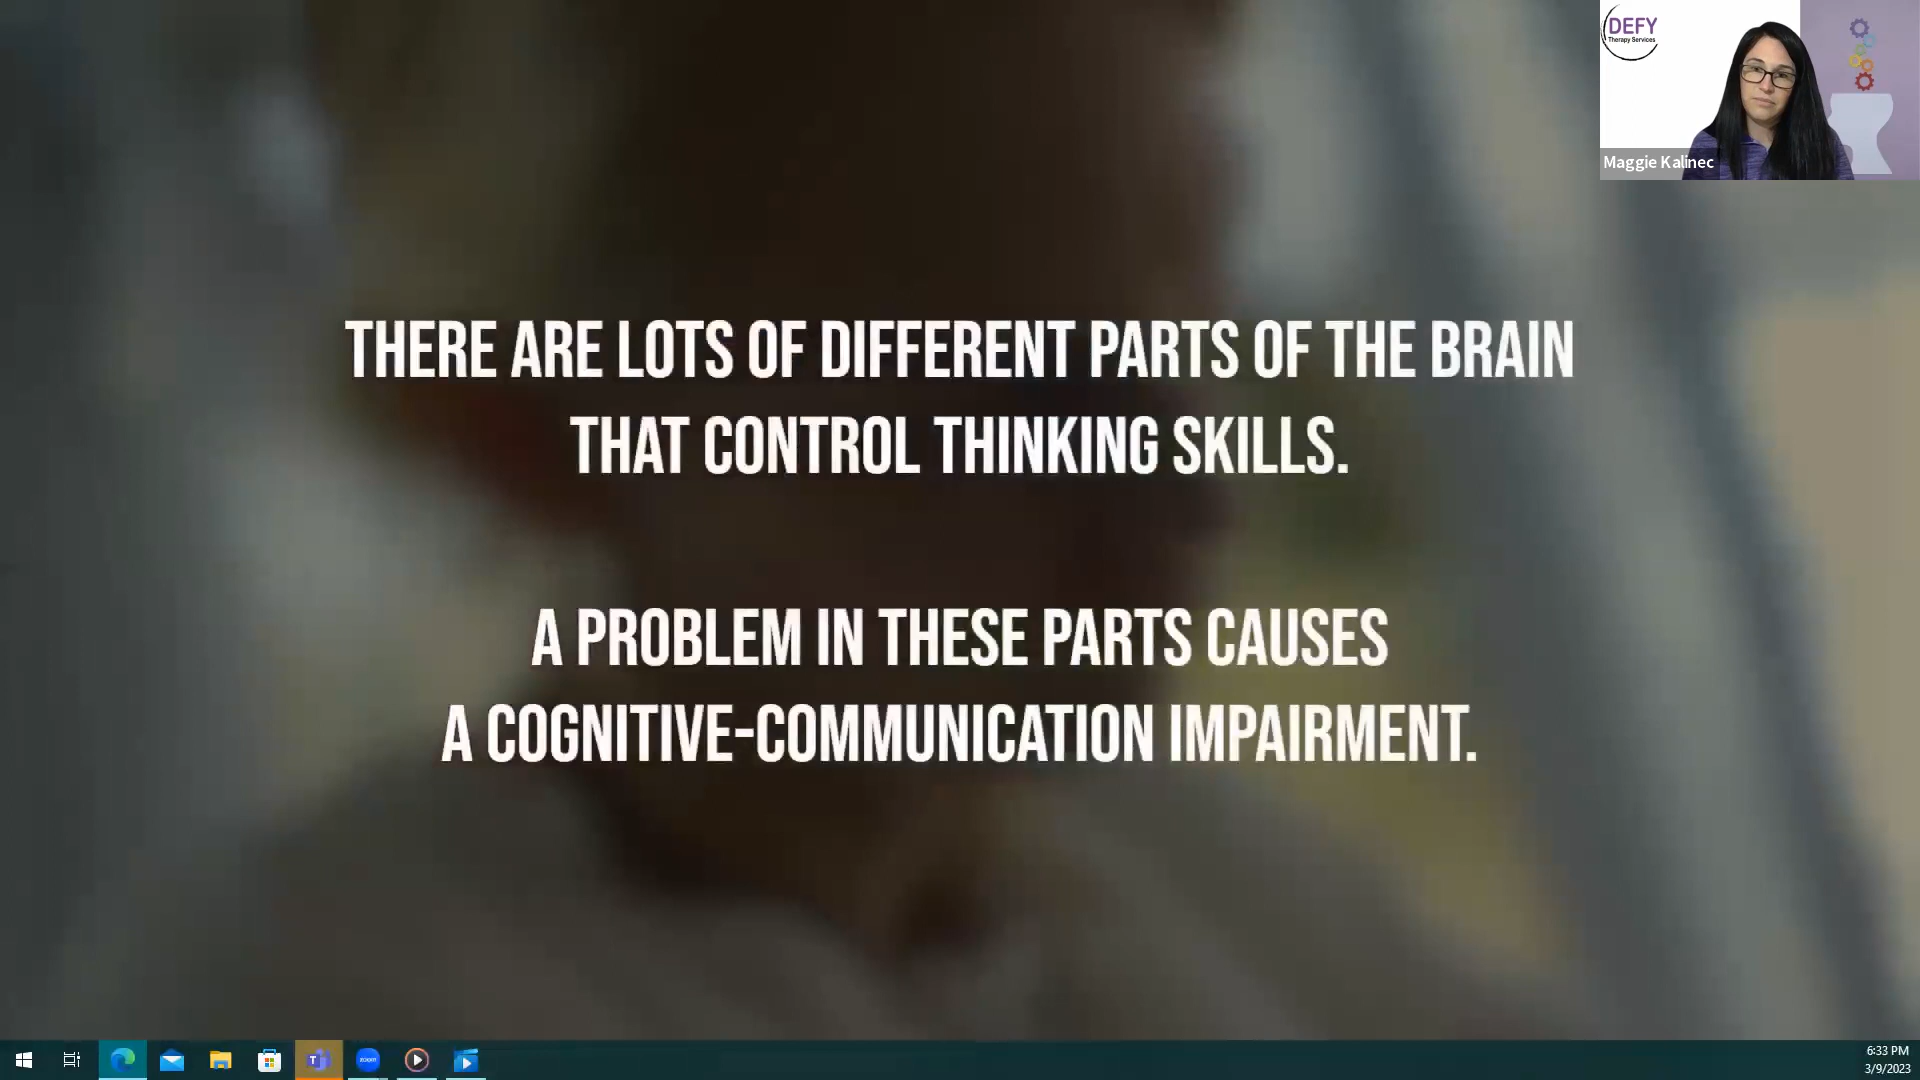 DEFY
Therapy Services
Maggie Kalinec
THERE ARE LOTS OF DIFFERENT PARTS OF THE BRAIN
THAT CONTROL THINKING SKILLS.
A PROBLEM IN THESE PARTS CAUSES
A COGNITIVE-COMMUNICATION IMPAIRMENT.
T
zoom
6:33 PM
3/9/2023